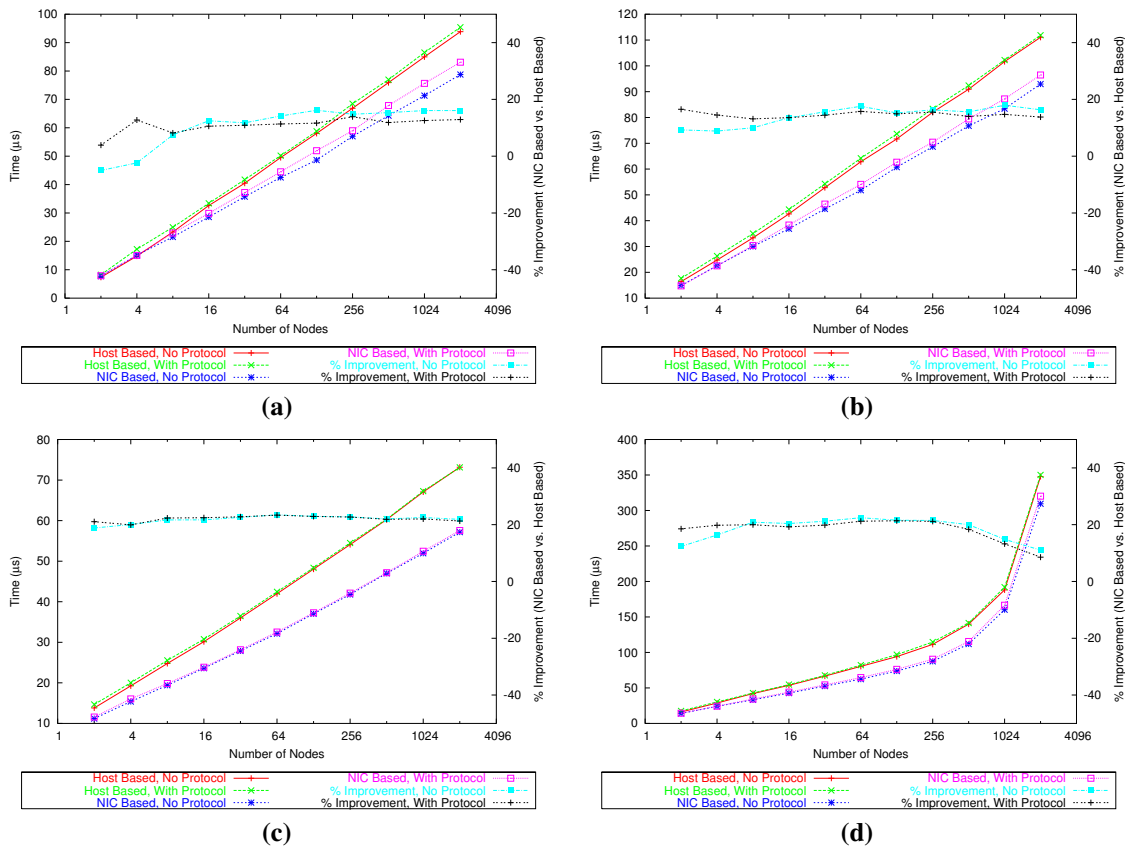 100
90
80
70
60
50
40
30
20
10
0
40
20
0
-20
-40
1 4 16 64 256 1024 4096
Time (µs)
% Improvement (NIC Based vs. Host Based)
Number of Nodes
Host Based, No Protocol
Host Based, With Protocol
NIC Based, No Protocol
NIC Based, With Protocol
% Improvement, No Protocol
% Improvement, With Protocol
(a)
120
110
100
90
80
70
60
50
40
30
20
10
40
20
0
-20
-40
1 4 16 64 256 1024 4096
Time (µs)
% Improvement (NIC Based vs. Host Based)
Number of Nodes
Host Based, No Protocol
Host Based, With Protocol
NIC Based, No Protocol
NIC Based, With Protocol
% Improvement, No Protocol
% Improvement, With Protocol
(b)
80
70
60
50
40
30
20
10
40
20
0
-20
-40
1 4 16 64 256 1024 4096
Time (µs)
% Improvement (NIC Based vs. Host Based)
Number of Nodes
Host Based, No Protocol
Host Based, With Protocol
NIC Based, No Protocol
NIC Based, With Protocol
% Improvement, No Protocol
% Improvement, With Protocol
(c)
400
350
300
250
200
150
100
50
0
40
20
0
-20
-40
1 4 16 64 256 1024 4096
Time (µs)
% Improvement (NIC Based vs. Host Based)
Number of Nodes
Host Based, No Protocol
Host Based, With Protocol
NIC Based, No Protocol
NIC Based, With Protocol
% Improvement, No Protocol
% Improvement, With Protocol
(d)